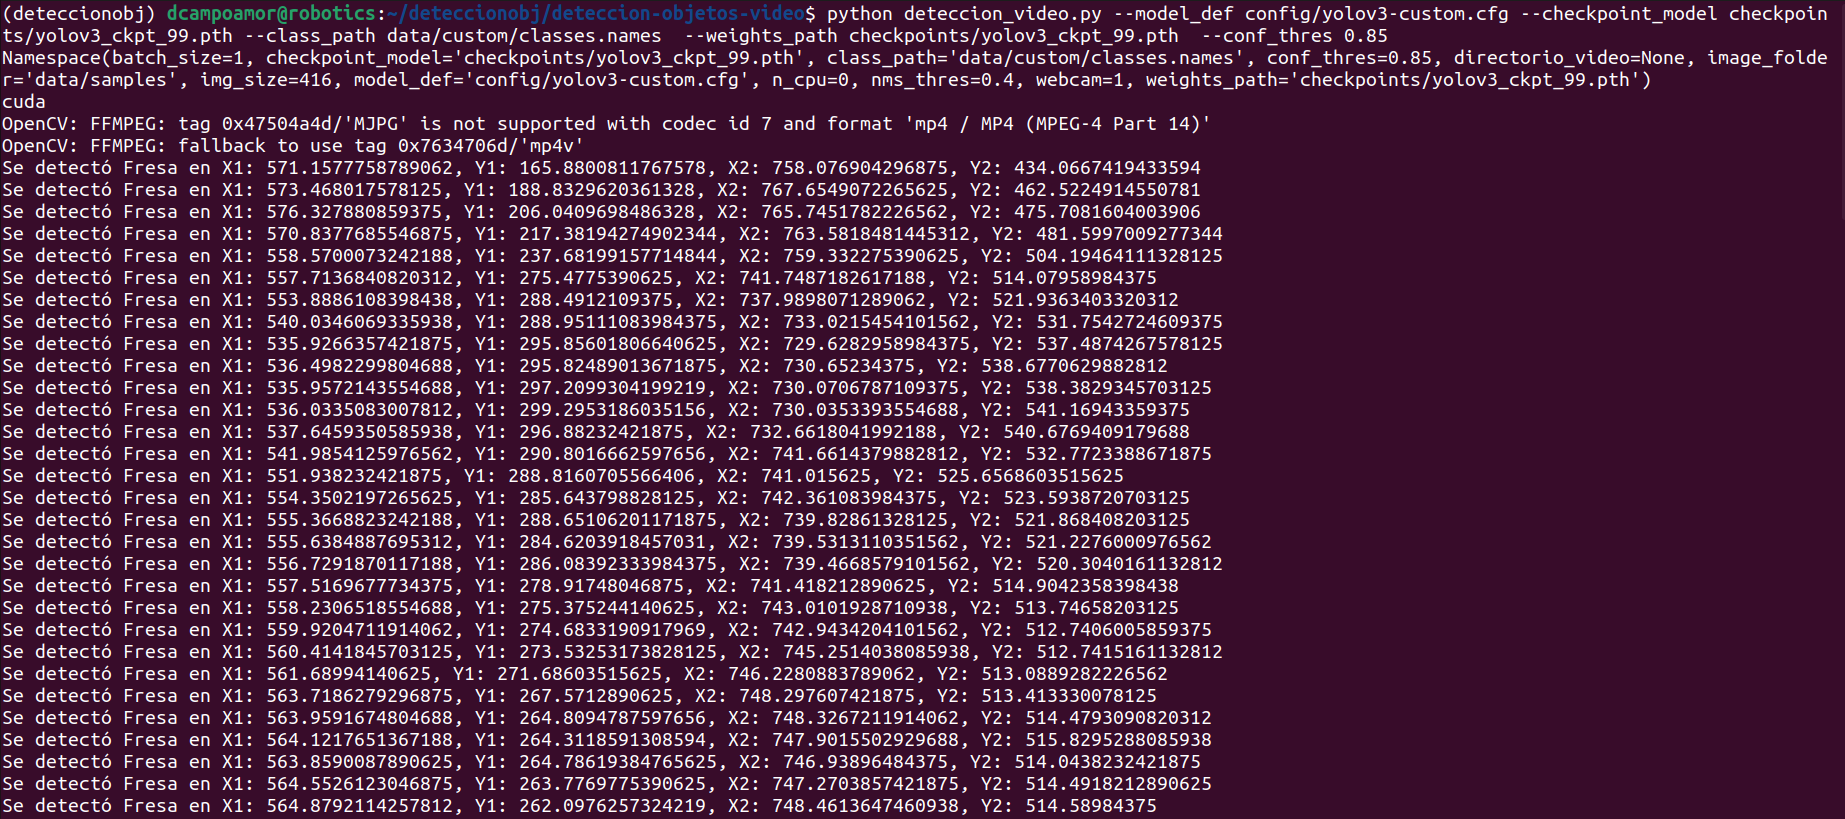 (deteccionobj) dcampoamor@robotics:~/deteccionobj/deteccion-objetos-video$ python deteccion_video.py --model_def config/yolov3-custom.cfg --checkpoint_model checkpoin
ts/yolov3_ckpt_99.pth --class_path data/custom/classes.names  --weights_path checkpoints/yolov3_ckpt_99.pth  --conf_thres 0.85
Namespace(batch_size=1, checkpoint_model='checkpoints/yolov3_ckpt_99.pth', class_path='data/custom/classes.names', conf_thres=0.85, directorio_video=None, image_folde
r='data/samples', img_size=416, model_def='config/yolov3-custom.cfg', n_cpu=0, nms_thres=0.4, webcam=1, weights_path='checkpoints/yolov3_ckpt_99.pth')
cuda
OpenCV: FFMPEG: tag 0x47504a4d/'MJPG' is not supported with codec id 7 and format 'mp4 / MP4 (MPEG-4 Part 14)'
OpenCV: FFMPEG: fallback to use tag 0x7634706d/'mp4v'
Se detectó Fresa en X1: 571.1577758789062, Y1: 165.8800811767578, X2: 758.076904296875, Y2: 434.0667419433594
Se detectó Fresa en X1: 573.468017578125, Y1: 188.8329620361328, X2: 767.6549072265625, Y2: 462.5224914550781
Se detectó Fresa en X1: 576.327880859375, Y1: 206.0409698486328, X2: 765.7451782226562, Y2: 475.7081604003906
Se detectó Fresa en X1: 570.8377685546875, Y1: 217.38194274902344, X2: 763.5818481445312, Y2: 481.5997009277344
Se detectó Fresa en X1: 558.5700073242188, Y1: 237.68199157714844, X2: 759.332275390625, Y2: 504.19464111328125
Se detectó Fresa en X1: 557.7136840820312, Y1: 275.4775390625, X2: 741.7487182617188, Y2: 514.07958984375
Se detectó Fresa en X1: 553.8886108398438, Y1: 288.4912109375, X2: 737.9898071289062, Y2: 521.9363403320312
Se detectó Fresa en X1: 540.0346069335938, Y1: 288.95111083984375, X2: 733.0215454101562, Y2: 531.7542724609375
Se detectó Fresa en X1: 535.9266357421875, Y1: 295.85601806640625, X2: 729.6282958984375, Y2: 537.4874267578125
Se detectó Fresa en X1: 536.4982299804688, Y1: 295.82489013671875, X2: 730.65234375, Y2: 538.6770629882812
Se detectó Fresa en X1: 535.9572143554688, Y1: 297.2099304199219, X2: 730.0706787109375, Y2: 538.3829345703125
Se detectó Fresa en X1: 536.0335083007812, Y1: 299.2953186035156, X2: 730.0353393554688, Y2: 541.16943359375
Se detectó Fresa en X1: 537.6459350585938, Y1: 296.88232421875, X2: 732.6618041992188, Y2: 540.6769409179688
Se detectó Fresa en X1: 541.9854125976562, Y1: 290.8016662597656, X2: 741.6614379882812, Y2: 532.7723388671875
Se detectó Fresa en X1: 551.938232421875, Y1: 288.8160705566406, X2: 741.015625, Y2: 525.6568603515625
Se detectó Fresa en X1: 554.3502197265625, Y1: 285.643798828125, X2: 742.361083984375, Y2: 523.5938720703125
Se detectó Fresa en X1: 555.3668823242188, Y1: 288.65106201171875, X2: 739.82861328125, Y2: 521.868408203125
Se detectó Fresa en X1: 555.6384887695312, Y1: 284.6203918457031, X2: 739.5313110351562, Y2: 521.2276000976562
Se detectó Fresa en X1: 556.7291870117188, Y1: 286.08392333984375, X2: 739.4668579101562, Y2: 520.3040161132812
Se detectó Fresa en X1: 557.5169677734375, Y1: 278.91748046875, X2: 741.418212890625, Y2: 514.9042358398438
Se detectó Fresa en X1: 558.2306518554688, Y1: 275.375244140625, X2: 743.0101928710938, Y2: 513.74658203125
Se detectó Fresa en X1: 559.9204711914062, Y1: 274.6833190917969, X2: 742.9434204101562, Y2: 512.7406005859375
Se detectó Fresa en X1: 560.4141845703125, Y1: 273.53253173828125, X2: 745.2514038085938, Y2: 512.7415161132812
Se detectó Fresa en X1: 561.68994140625, Y1: 271.68603515625, X2: 746.2280883789062, Y2: 513.0889282226562
Se detectó Fresa en X1: 563.7186279296875, Y1: 267.5712890625, X2: 748.297607421875, Y2: 513.413330078125
Se detectó Fresa en X1: 563.9591674804688, Y1: 264.8094787597656, X2: 748.3267211914062, Y2: 514.4793090820312
Se detectó Fresa en X1: 564.1217651367188, Y1: 264.3118591308594, X2: 747.9015502929688, Y2: 515.8295288085938
Se detectó Fresa en X1: 563.8590087890625, Y1: 264.78619384765625, X2: 746.93896484375, Y2: 514.0438232421875
Se detectó Fresa en X1: 564.5526123046875, Y1: 263.7769775390625, X2: 747.2703857421875, Y2: 514.4918212890625
Se detectó Fresa en X1: 564.8792114257812, Y1: 262.0976257324219, X2: 748.4613647460938, Y2: 514.58984375